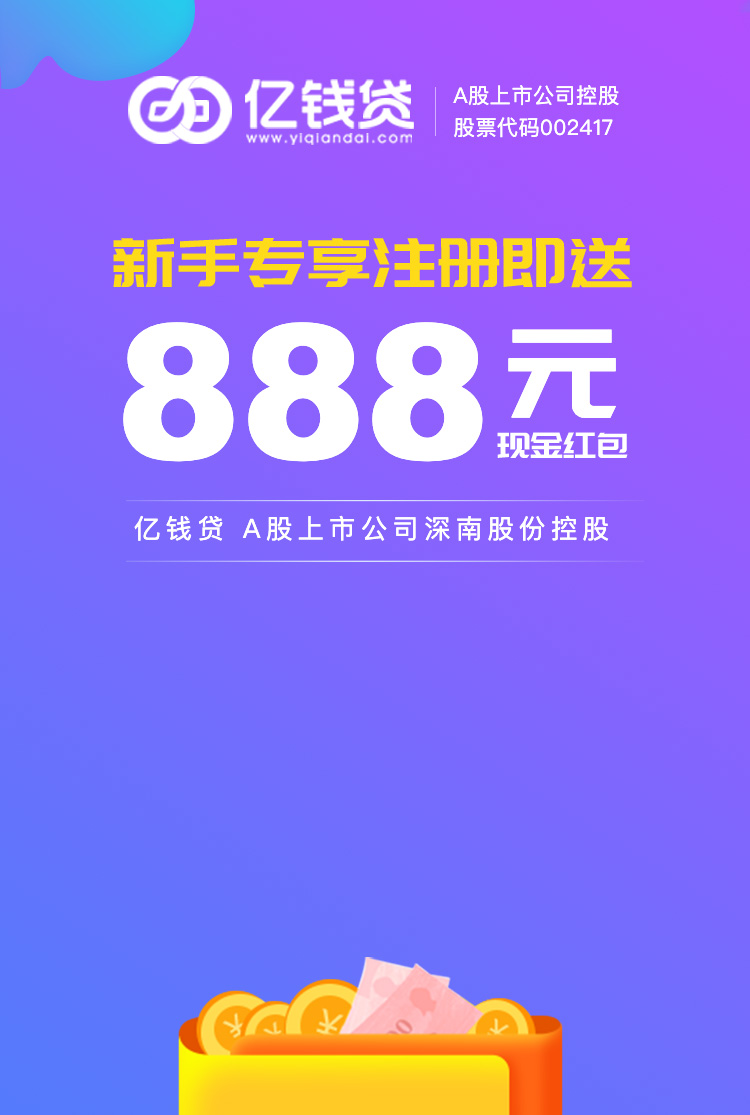 亿钱贷
www.yiqiandai.com
A股上市公司控股
股票代码002417
新手专享注册即送
888元
现金红包
亿钱贷 A股上市公司深南股份控股